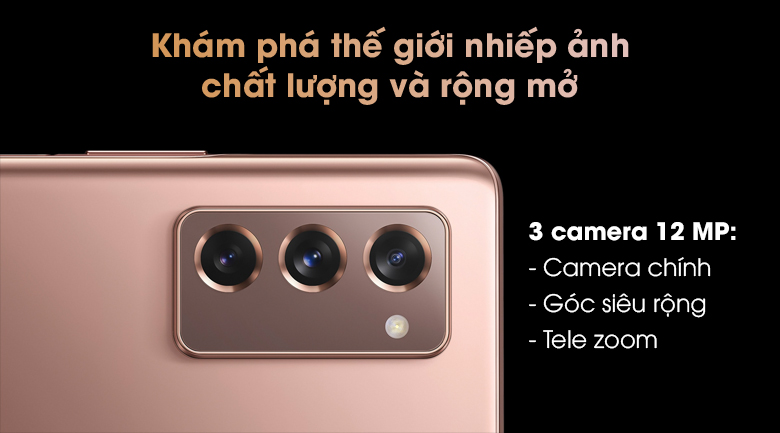 Khám phá thế giới nhiếp ảnh
chất lượng và rộng mở
3 camera 12 MP:
- Camera chính
- Góc siêu rộng
- Tele zoom